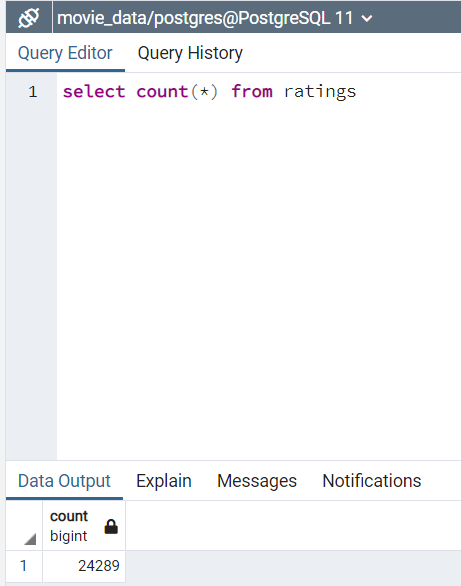 movie_data/postgres@PostgreSQL 11
Query Editor Query History
1 select count(*) from ratings
Data Output Explain Messages Notifications
count
bigint
1 24289